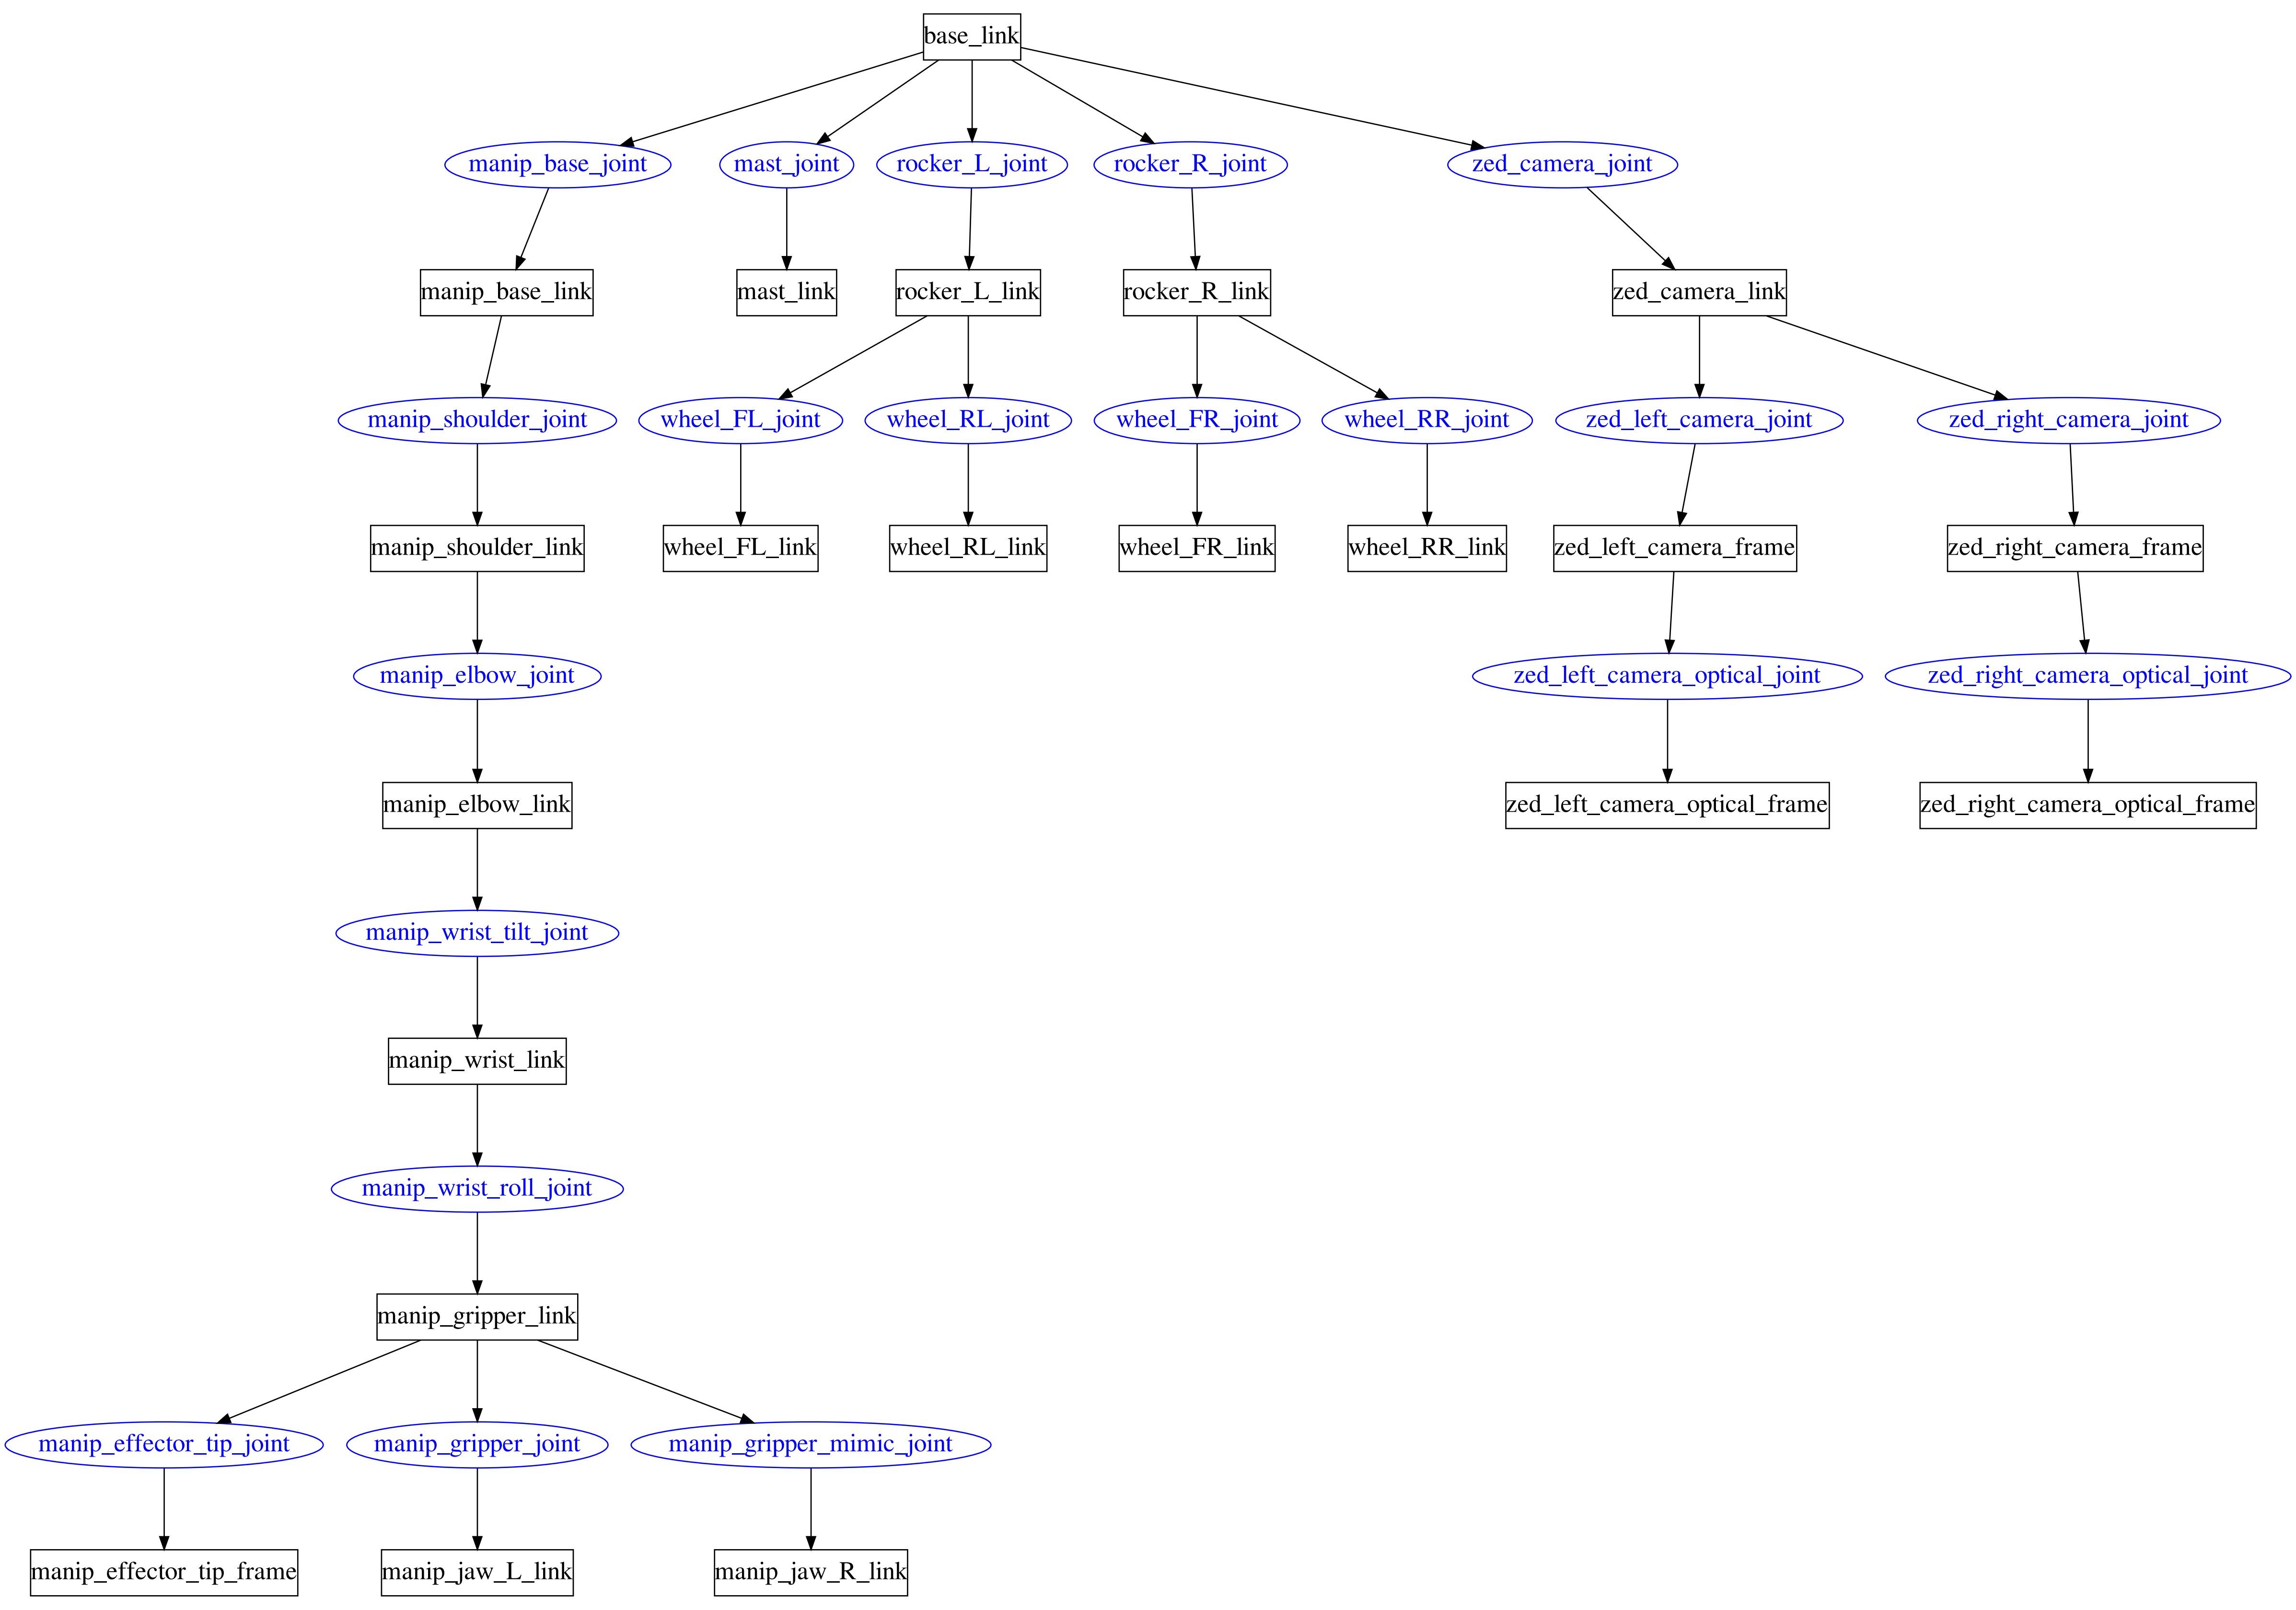 base_link
manip_base_joint
mast_joint
rocker_L_joint
rocker_R_joint
zed_camera_joint
manip_base_link
mast_link
rocker_L_link
rocker_R_link
zed_camera_link
manip_shoulder_joint
wheel_FL_joint
wheel_RL_joint
wheel_FR_joint
wheel_RR_joint
zed_left_camera_joint
zed_right_camera_joint
manip_shoulder_link
wheel_FL_link
wheel_RL_link
wheel_FR_link
wheel_RR_link
zed_left_camera_frame
zed_right_camera_frame
manip_elbow_joint
zed_left_camera_optical_joint
zed_right_camera_optical_joint
manip_elbow_link
zed_left_camera_optical_frame
zed_right_camera_optical_frame
manip_wrist_tilt_joint
manip_wrist_link
manip_wrist_roll_joint
manip_gripper_link
manip_effector_tip_joint
manip_gripper_joint
manip_gripper_mimic_joint
manip_effector_tip_frame
manip_jaw_L_link
manip_jaw_R_link